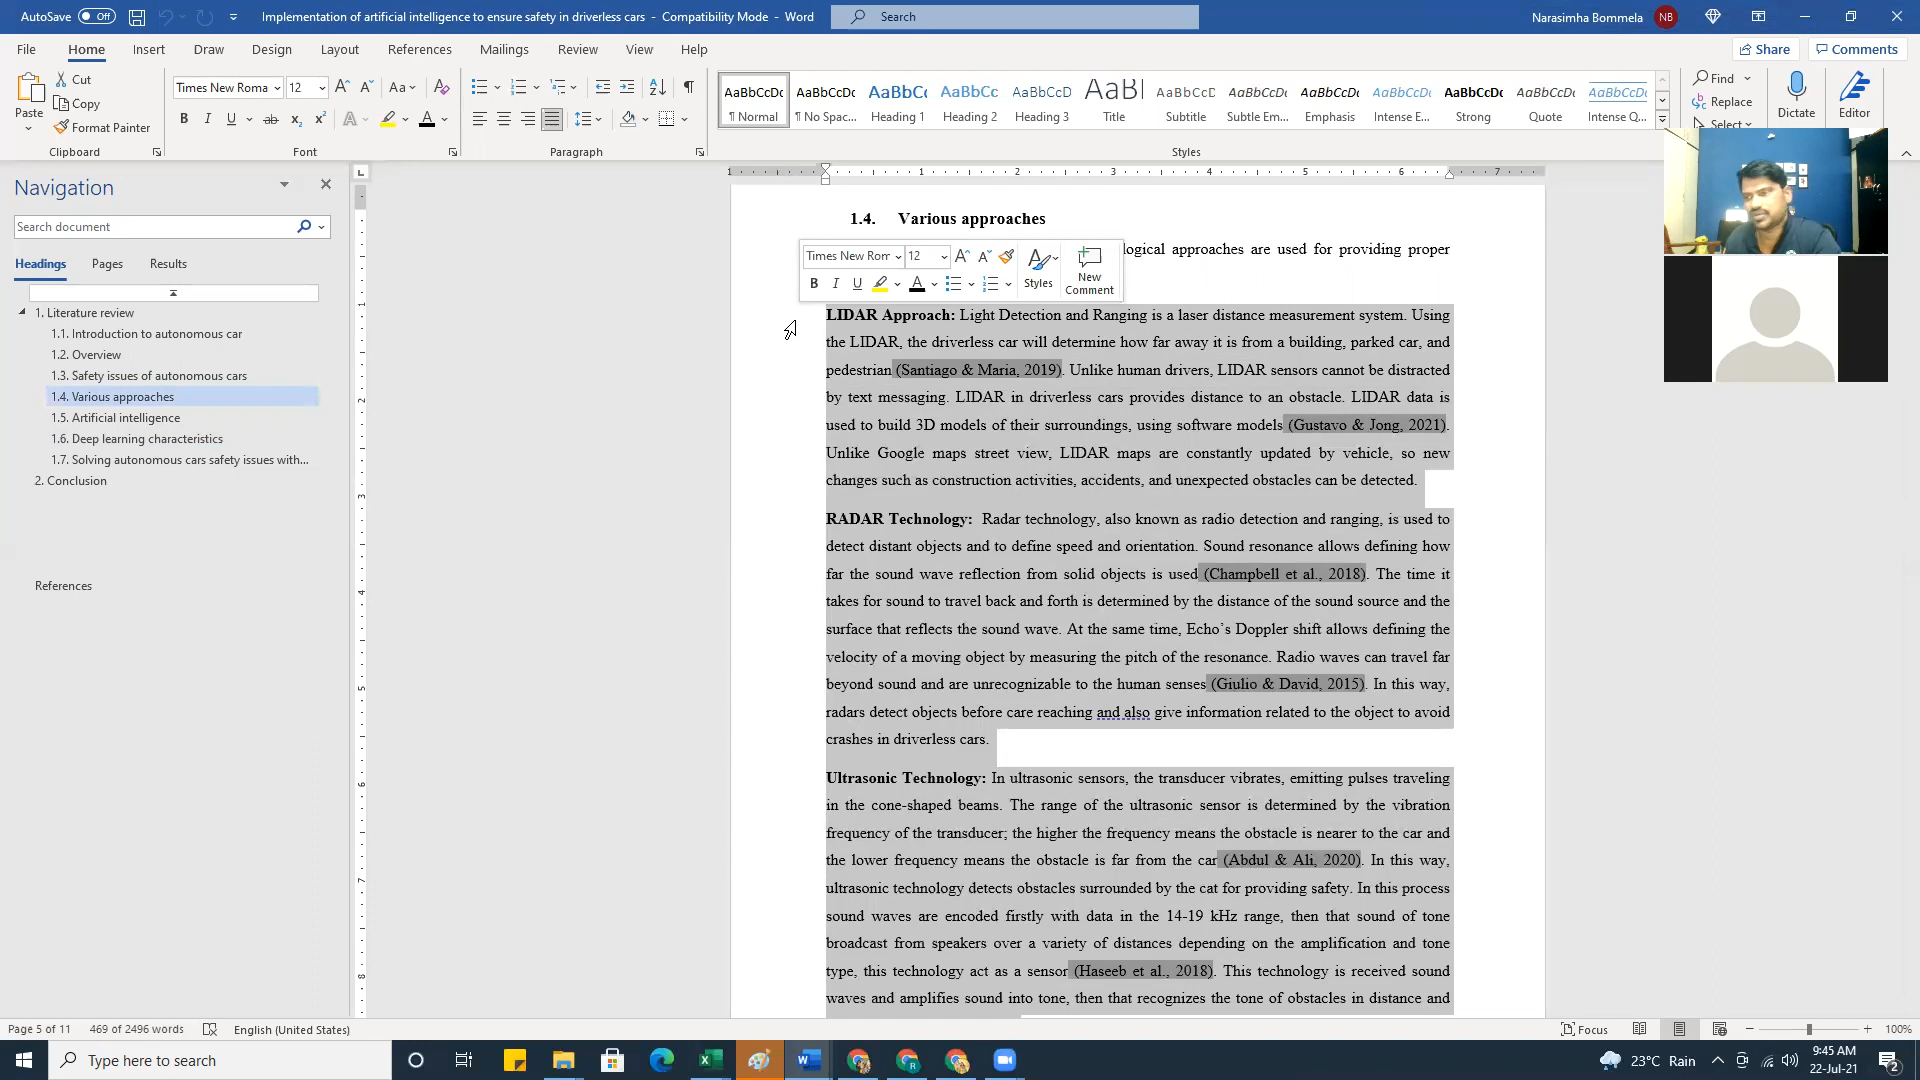 AutoSave Off Implementation of artificial intelligence to ensure safety in driverless cars - Compatibility Mode - Word Search Narasimha Bommela NB
File Home Insert Draw Design Layout References Mailings Review View Help Share Comments
Paste Cut Copy Format Painter
Times New Roma 12 Aa
AaBbCcDc AaBbCcDc AaBbCc AaBbCc AaBbCcD AaBl AaBbCcD AaBbCcDc AaBbCcDc AaBbCcDc AaBbCcDc AaBbCcDc AaBbCcDc
¶ Normal ¶ No Spac... Heading 1 Heading 2 Heading 3 Title Subtitle Subtle Em... Emphasis Intense E... Strong Quote Intense Q...
Find Replace Select Dictate Editor
Clipboard Font Paragraph Styles
Navigation
Search document
Headings Pages Results
1. Literature review
1.1. Introduction to autonomous car
1.2. Overview
1.3. Safety issues of autonomous cars
1.4. Various approaches
1.5. Artificial intelligence
1.6. Deep learning characteristics
1.7. Solving autonomous cars safety issues with...
2. Conclusion
References
1.4. Various approaches
logical approaches are used for providing proper
Times New Rom 12 Styles New Comment
LIDAR Approach: Light Detection and Ranging is a laser distance measurement system. Using
the LIDAR, the driverless car will determine how far away it is from a building, parked car, and
pedestrian (Santiago & Maria, 2019). Unlike human drivers, LIDAR sensors cannot be distracted
by text messaging. LIDAR in driverless cars provides distance to an obstacle. LIDAR data is
used to build 3D models of their surroundings, using software models (Gustavo & Jong, 2021).
Unlike Google maps street view, LIDAR maps are constantly updated by vehicle, so new
changes such as construction activities, accidents, and unexpected obstacles can be detected.
RADAR Technology: Radar technology, also known as radio detection and ranging, is used to
detect distant objects and to define speed and orientation. Sound resonance allows defining how
far the sound wave reflection from solid objects is used (Champbell et al., 2018). The time it
takes for sound to travel back and forth is determined by the distance of the sound source and the
surface that reflects the sound wave. At the same time, Echo’s Doppler shift allows defining the
velocity of a moving object by measuring the pitch of the resonance. Radio waves can travel far
beyond sound and are unrecognizable to the human senses (Giulio & David, 2015). In this way,
radars detect objects before care reaching and also give information related to the object to avoid
crashes in driverless cars.
Ultrasonic Technology: In ultrasonic sensors, the transducer vibrates, emitting pulses traveling
in the cone-shaped beams. The range of the ultrasonic sensor is determined by the vibration
frequency of the transducer; the higher the frequency means the obstacle is nearer to the car and
the lower frequency means the obstacle is far from the car (Abdul & Ali, 2020). In this way,
ultrasonic technology detects obstacles surrounded by the cat for providing safety. In this process
sound waves are encoded firstly with data in the 14-19 kHz range, then that sound of tone
broadcast from speakers over a variety of distances depending on the amplification and tone
type, this technology act as a sensor (Haseeb et al., 2018). This technology is received sound
waves and amplifies sound into tone, then that recognizes the tone of obstacles in distance and
Page 5 of 11 469 of 2496 words English (United States) Focus 100%
Type here to search 23°C Rain 9:45 AM
22-Jul-21 2